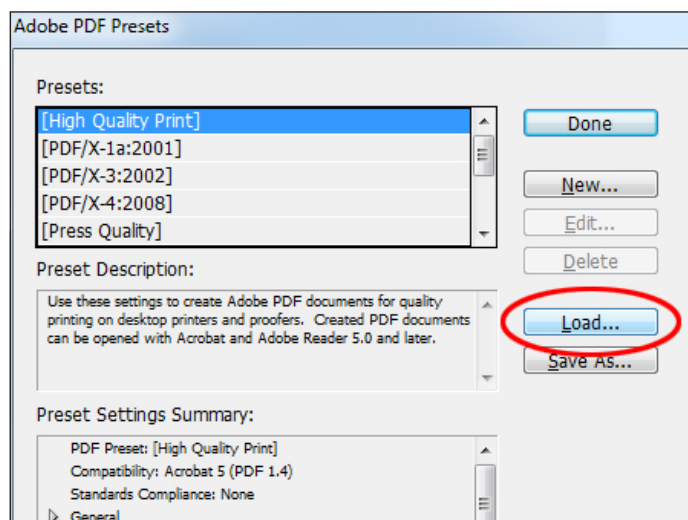 Adobe PDF Presets
Presets:
[High Quality Print]
[PDF/X-1a:2001]
[PDF/X-3:2002]
[PDF/X-4:2008]
[Press Quality]
Done
New...
Edit...
Delete
Load...
Save As...
Preset Description:
Use these settings to create Adobe PDF documents for quality
printing on desktop printers and proofers. Created PDF documents
can be opened with Acrobat and Adobe Reader 5.0 and later.
Preset Settings Summary:
PDF Preset: [High Quality Print]
Compatibility: Acrobat 5 (PDF 1.4)
Standards Compliance: None
General